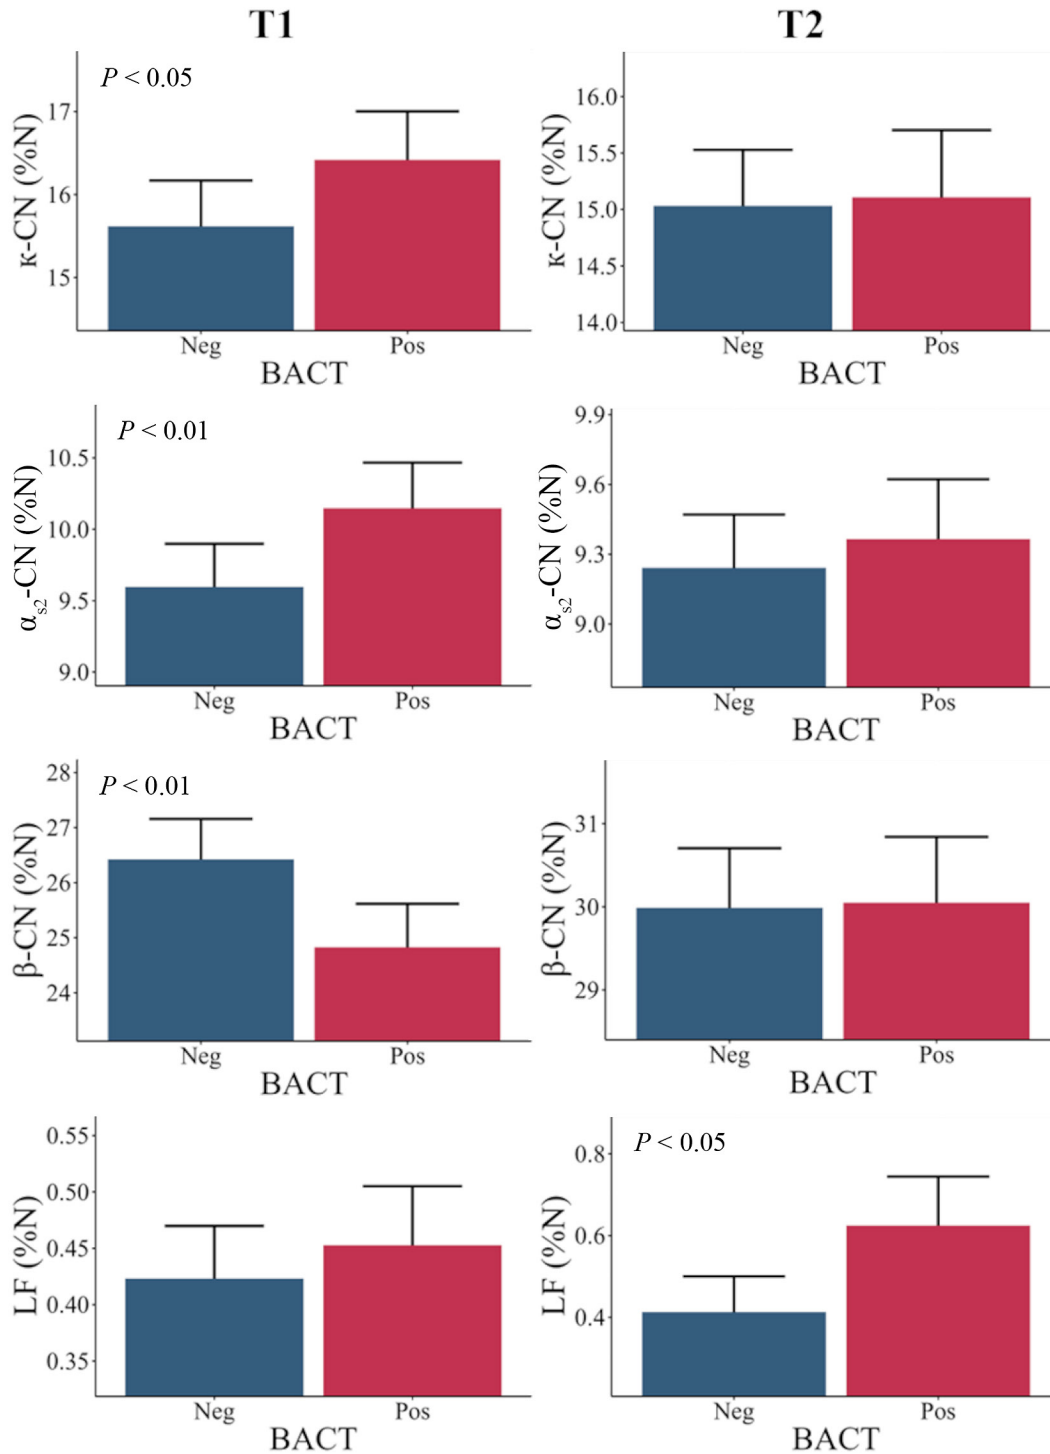 T1
T2
P < 0.05
κ-CN (%N)
17
16
15
Neg
Pos
BACT
κ-CN (%N)
16.0
15.5
15.0
14.5
14.0
Neg
Pos
BACT
P < 0.01
αs2-CN (%N)
10.5
10.0
9.5
9.0
Neg
Pos
BACT
αs2-CN (%N)
9.9
9.6
9.3
9.0
Neg
Pos
BACT
P < 0.01
β-CN (%N)
28
27
26
25
24
Neg
Pos
BACT
β-CN (%N)
31
30
29
Neg
Pos
BACT
LF (%N)
0.55
0.50
0.45
0.40
0.35
Neg
Pos
BACT
P < 0.05
LF (%N)
0.8
0.6
0.4
Neg
Pos
BACT